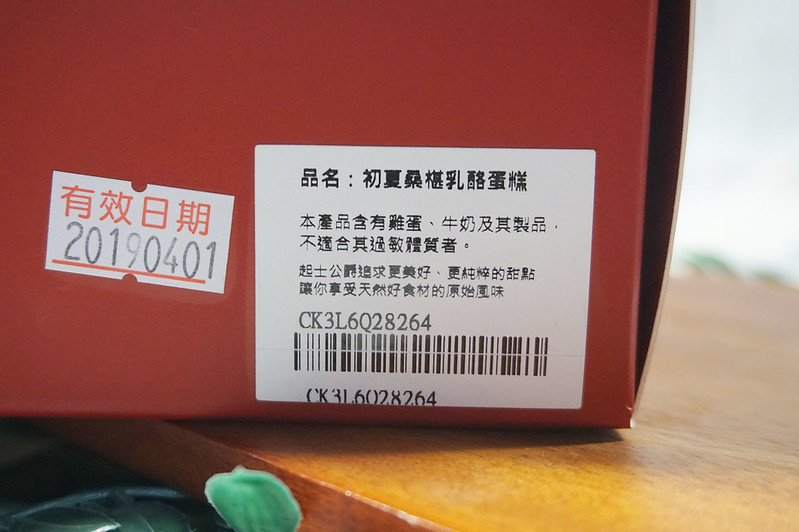 有效日期
20190401
品名：初夏桑椹乳酪蛋糕
本產品含有雞蛋、牛奶及其製品，
不適合其過敏體質者。
起士公爵追求更美好、更純粹的甜點
讓你享受天然好食材的原始風味
CK3L6Q28264
CK3L6Q28264